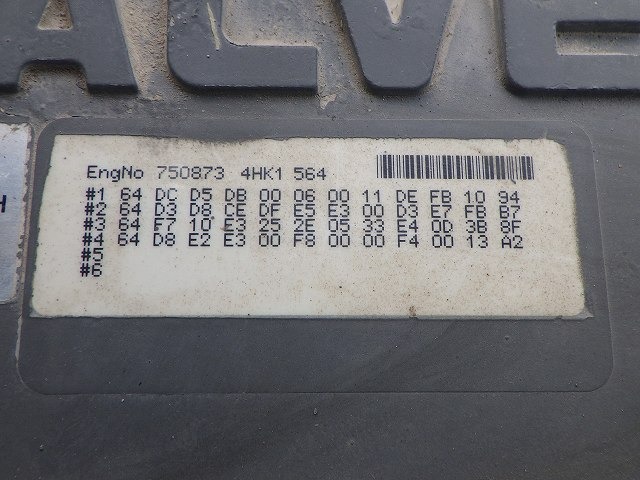 ALVE
EngNo 750873 4HK1 564
#1 64 DC D5 DB 00 06 00 11 DE FB 10 94
#2 64 D3 D8 CE DF E5 E3 00 D3 E7 FB B7
#3 64 F7 10 E3 25 2E 05 33 E4 0D 3B 8F
#4 64 D8 E2 E3 00 F8 00 00 F4 00 13 A2
#5
#6
H